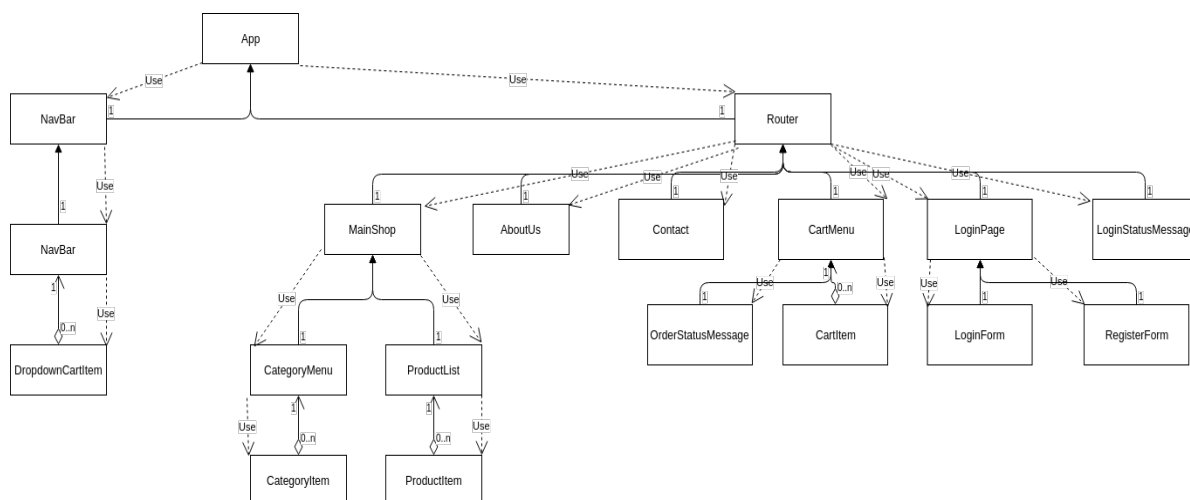 App
Use
Use
NavBar
1
1
Router
Use
Use
Use
Use
Use
Use
Use
1
1
1
1
1
1
1
MainShop
AboutUs
Contact
CartMenu
LoginPage
LoginStatusMessage
NavBar
1
0..n
Use
DropdownCartItem
Use
Use
1
1
CategoryMenu
ProductList
Use
1
0..n
1
0..n
Use
CategoryItem
ProductItem
Use
1
1
0..n
Use
Use
1
Use
1
OrderStatusMessage
CartItem
LoginForm
RegisterForm